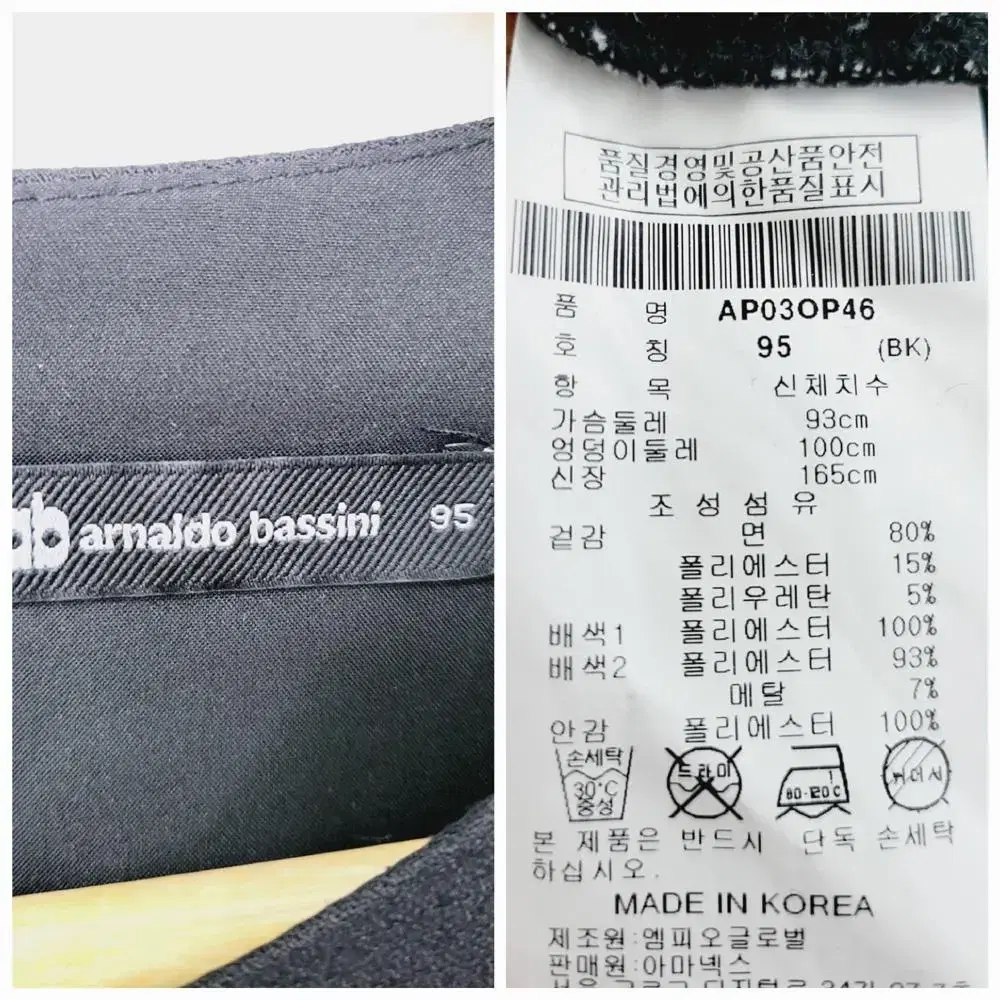 ab arnaldo bassini 95
품질경영및공산품안전
관리법에의한품질표시
품 명 AP03OP46
호 칭 95 (BK)
항 목 신체치수
가슴둘레 93cm
엉덩이둘레 100cm
신장 165cm
조 성 섬 유
겉감 면 80%
폴리에스터 15%
폴리우레탄 5%
배색1 폴리에스터 100%
배색2 폴리에스터 93%
메탈 7%
안감 폴리에스터 100%
손세탁 30°C 중성
드라이
80-120°C
본 제품은 반드시 단독 손세탁
하십시오.
MADE IN KOREA
제조원:엠피오글로벌
판매원:아마넥스